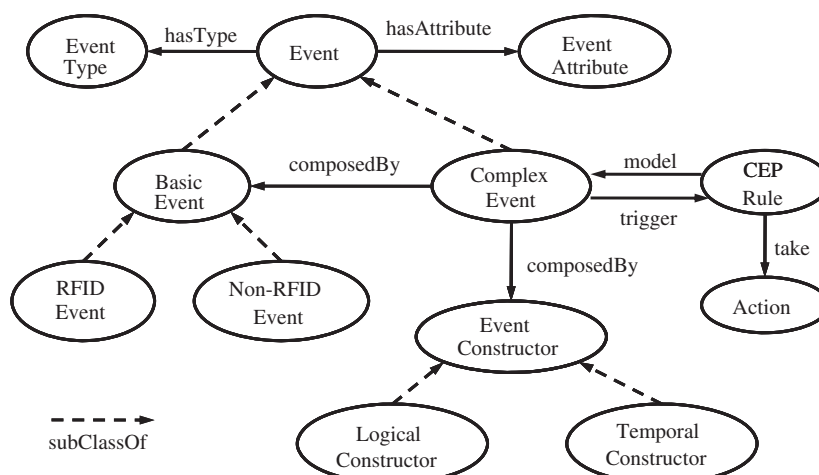 hasType
hasAttribute
Event
Type
Event
Event
Attribute
Basic
Event
composedBy
Complex
Event
model
trigger
CEP
Rule
take
RFID
Event
Non-RFID
Event
composedBy
Action
Event
Constructor
subClassOf
Logical
Constructor
Temporal
Constructor